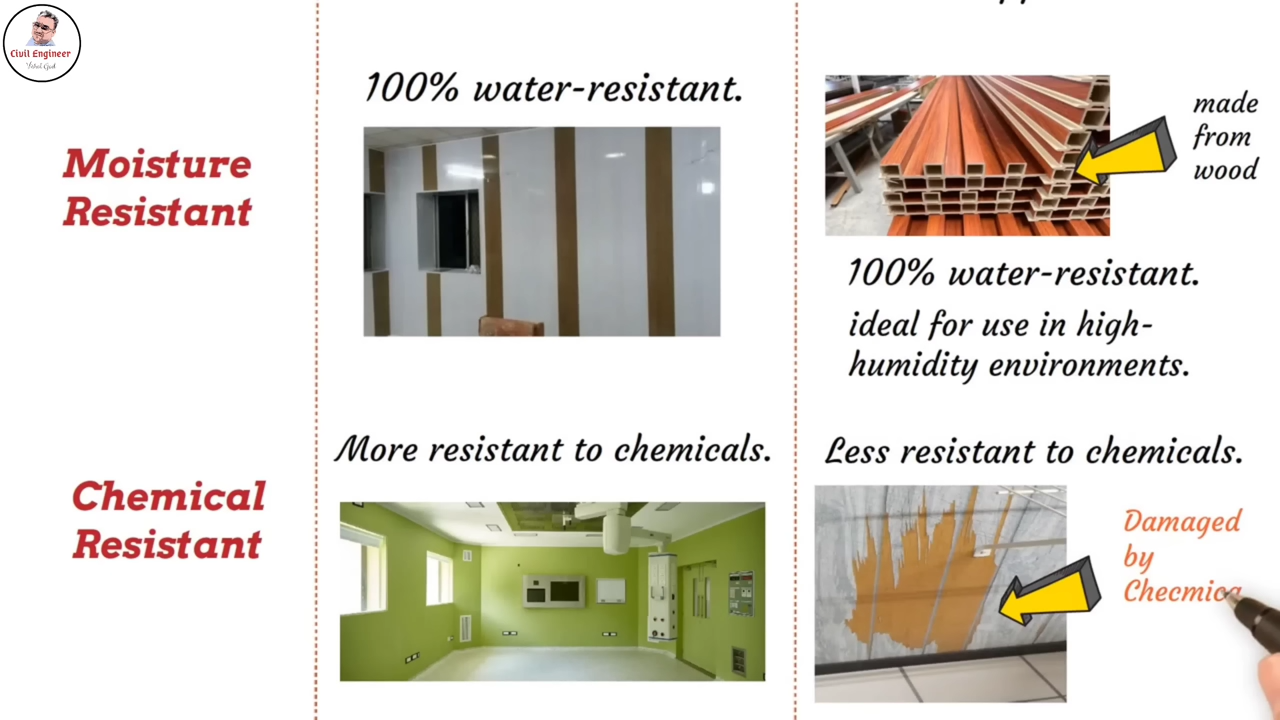 Civil Engineer
Moisture
Resistant
100% water-resistant.
made
from
wood
100% water-resistant.
ideal for use in high-
humidity environments.
Chemical
Resistant
More resistant to chemicals.
Less resistant to chemicals.
Damaged
by
Checmica